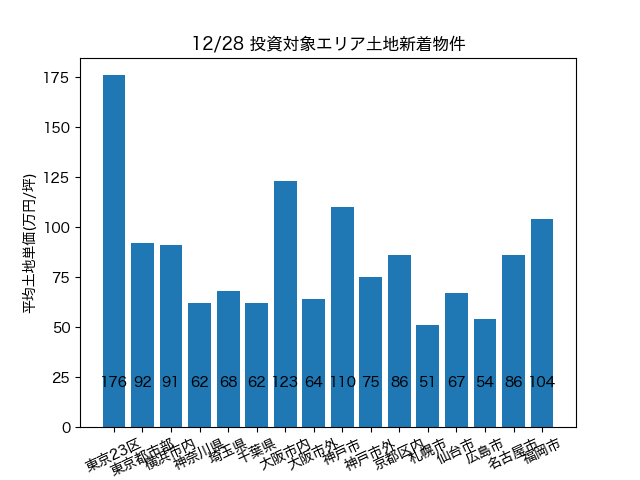 12/28 投資対象エリア土地新着物件
平均土地単価(万円/坪)
175
150
125
100
75
50
25
0
176 92 91 62 68 62 123 64 110 75 86 51 67 54 86 104
東京23区 東京都市部 横浜市内 神奈川県 埼玉県 千葉県 大阪市内 大阪市外 神戸市 神戸市外 京都区内 札幌市 仙台市 広島市 名古屋市 福岡市